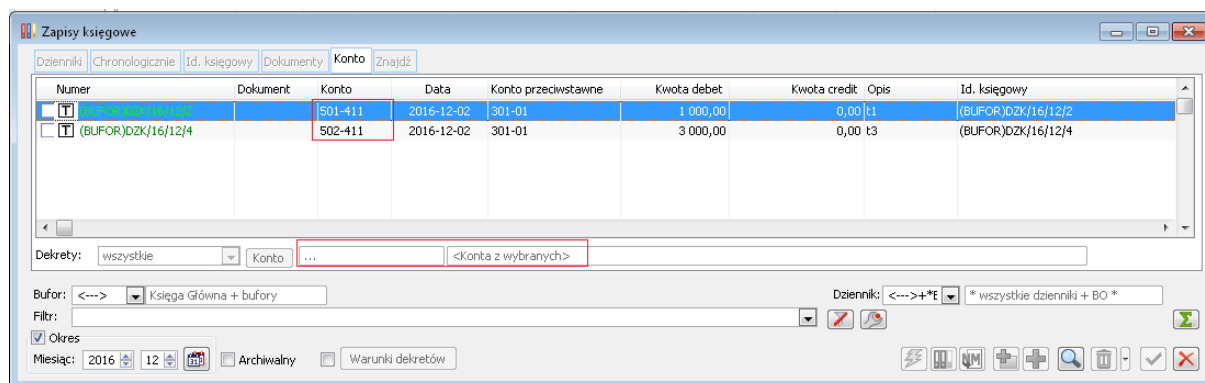 Zapisy księgowe
Dzienniki Chronologicznie Id. księgowy Dokumenty Konto Znajdź
Numer Dokument Konto Data Konto przeciwstawne Kwota debet Kwota credit Opis Id. księgowy
T (BUFOR)DZK/16/12/2 501-411 2016-12-02 301-01 1 000,00 0,00 t1 (BUFOR)DZK/16/12/2
T (BUFOR)DZK/16/12/4 502-411 2016-12-02 301-01 3 000,00 0,00 t3 (BUFOR)DZK/16/12/4
Dekrety: wszystkie Konto ... <Konta z wybranych>
Bufor: <---> Księga Główna + bufory Dziennik: <--->+*E * wszystkie dzienniki + BO *
Filtr: Σ
Okres
Miesiąc: 2016 12 31 Archiwalny Warunki dekretów NM